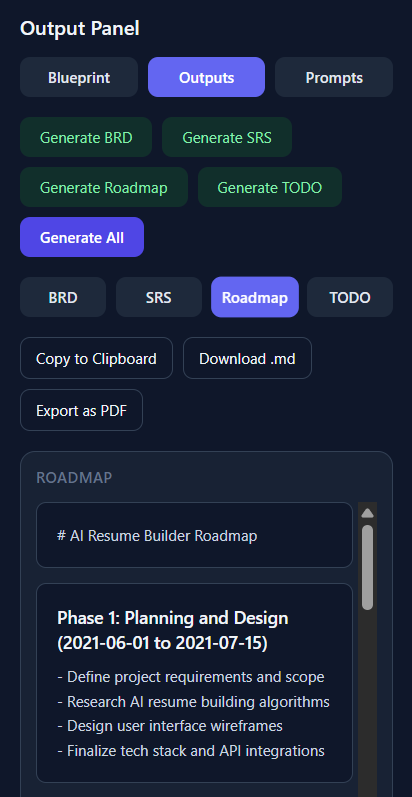 Output Panel
Blueprint Outputs Prompts
Generate BRD Generate SRS
Generate Roadmap Generate TODO
Generate All
BRD SRS Roadmap TODO
Copy to Clipboard Download .md
Export as PDF
ROADMAP
# AI Resume Builder Roadmap
Phase 1: Planning and Design
(2021-06-01 to 2021-07-15)
- Define project requirements and scope
- Research AI resume building algorithms
- Design user interface wireframes
- Finalize tech stack and API integrations